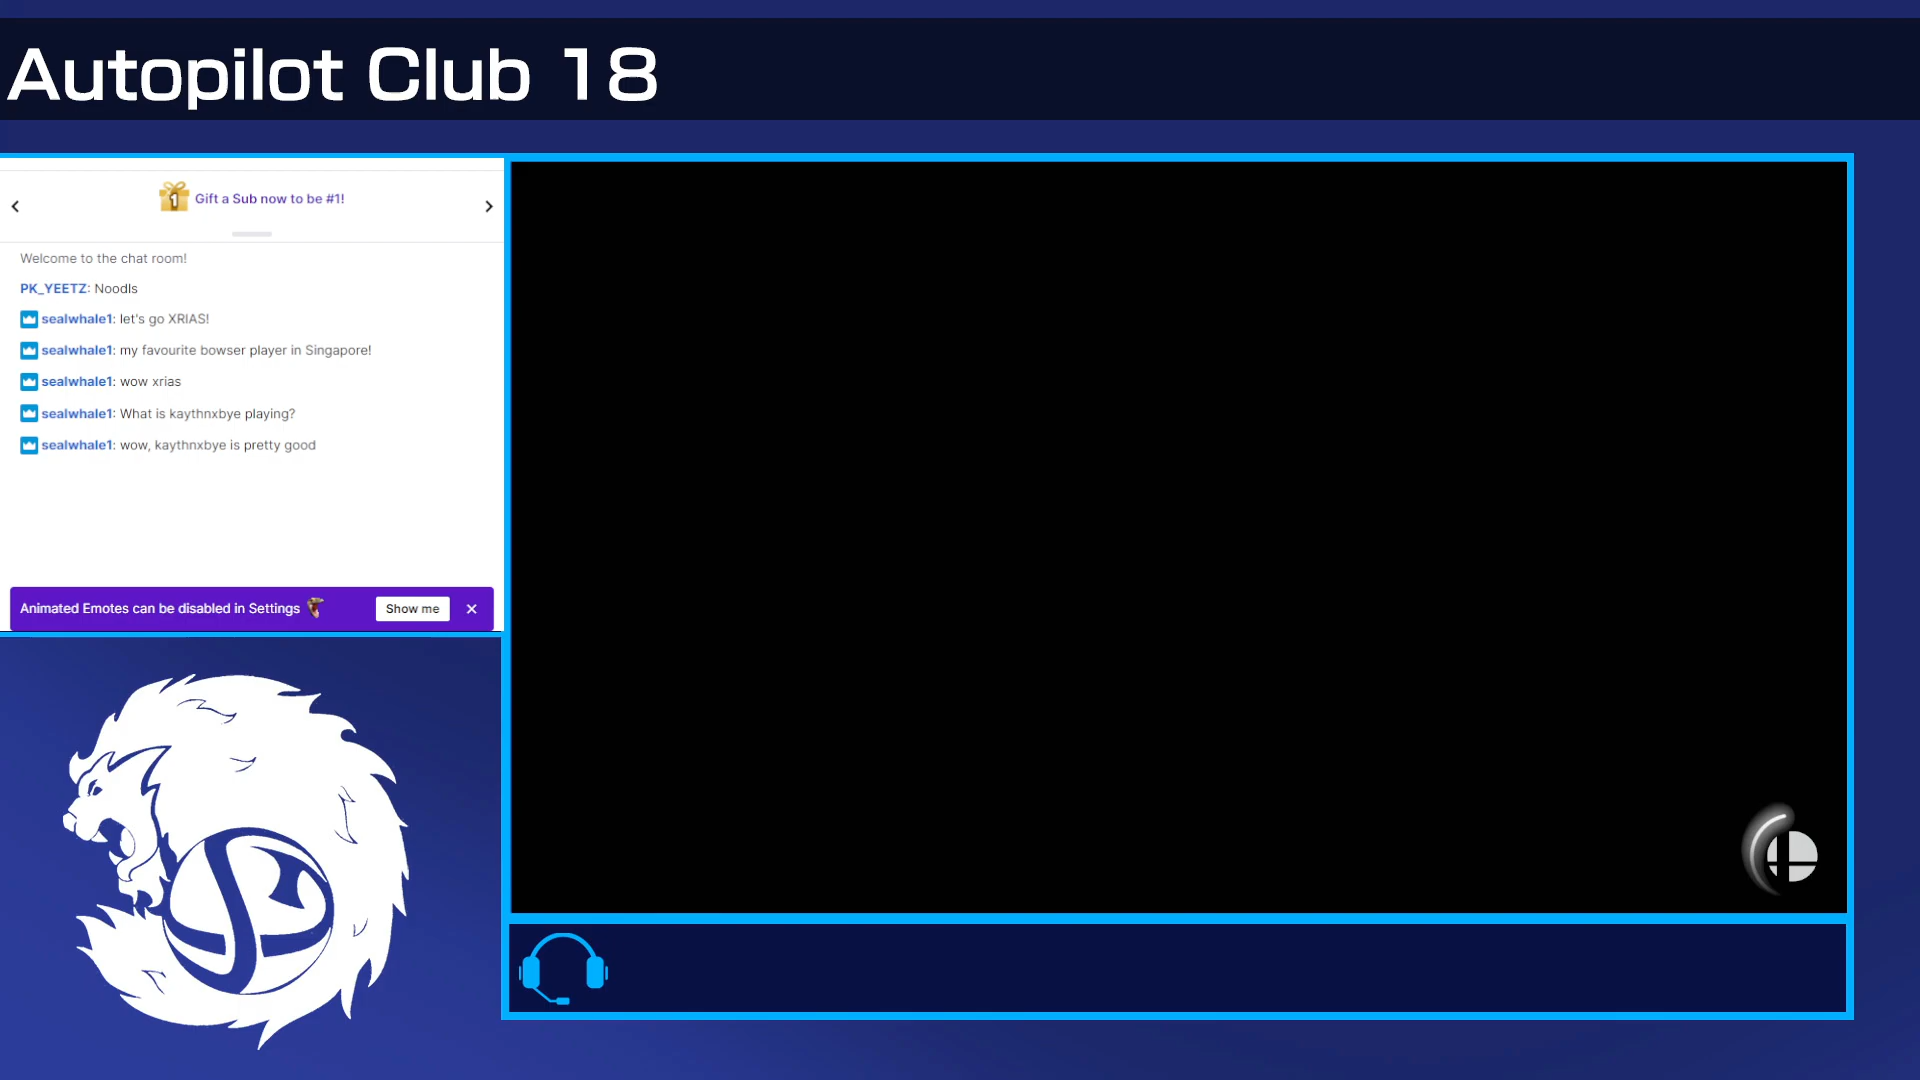 Autopilot Club 18
1 Gift a Sub now to be #1!
Welcome to the chat room!
PK_YEETZ: Noodls
sealwhale1: let's go XRIAS!
sealwhale1: my favourite bowser player in Singapore!
sealwhale1: wow xrias
sealwhale1: What is kaythnxbye playing?
sealwhale1: wow, kaythnxbye is pretty good
Animated Emotes can be disabled in Settings Show me